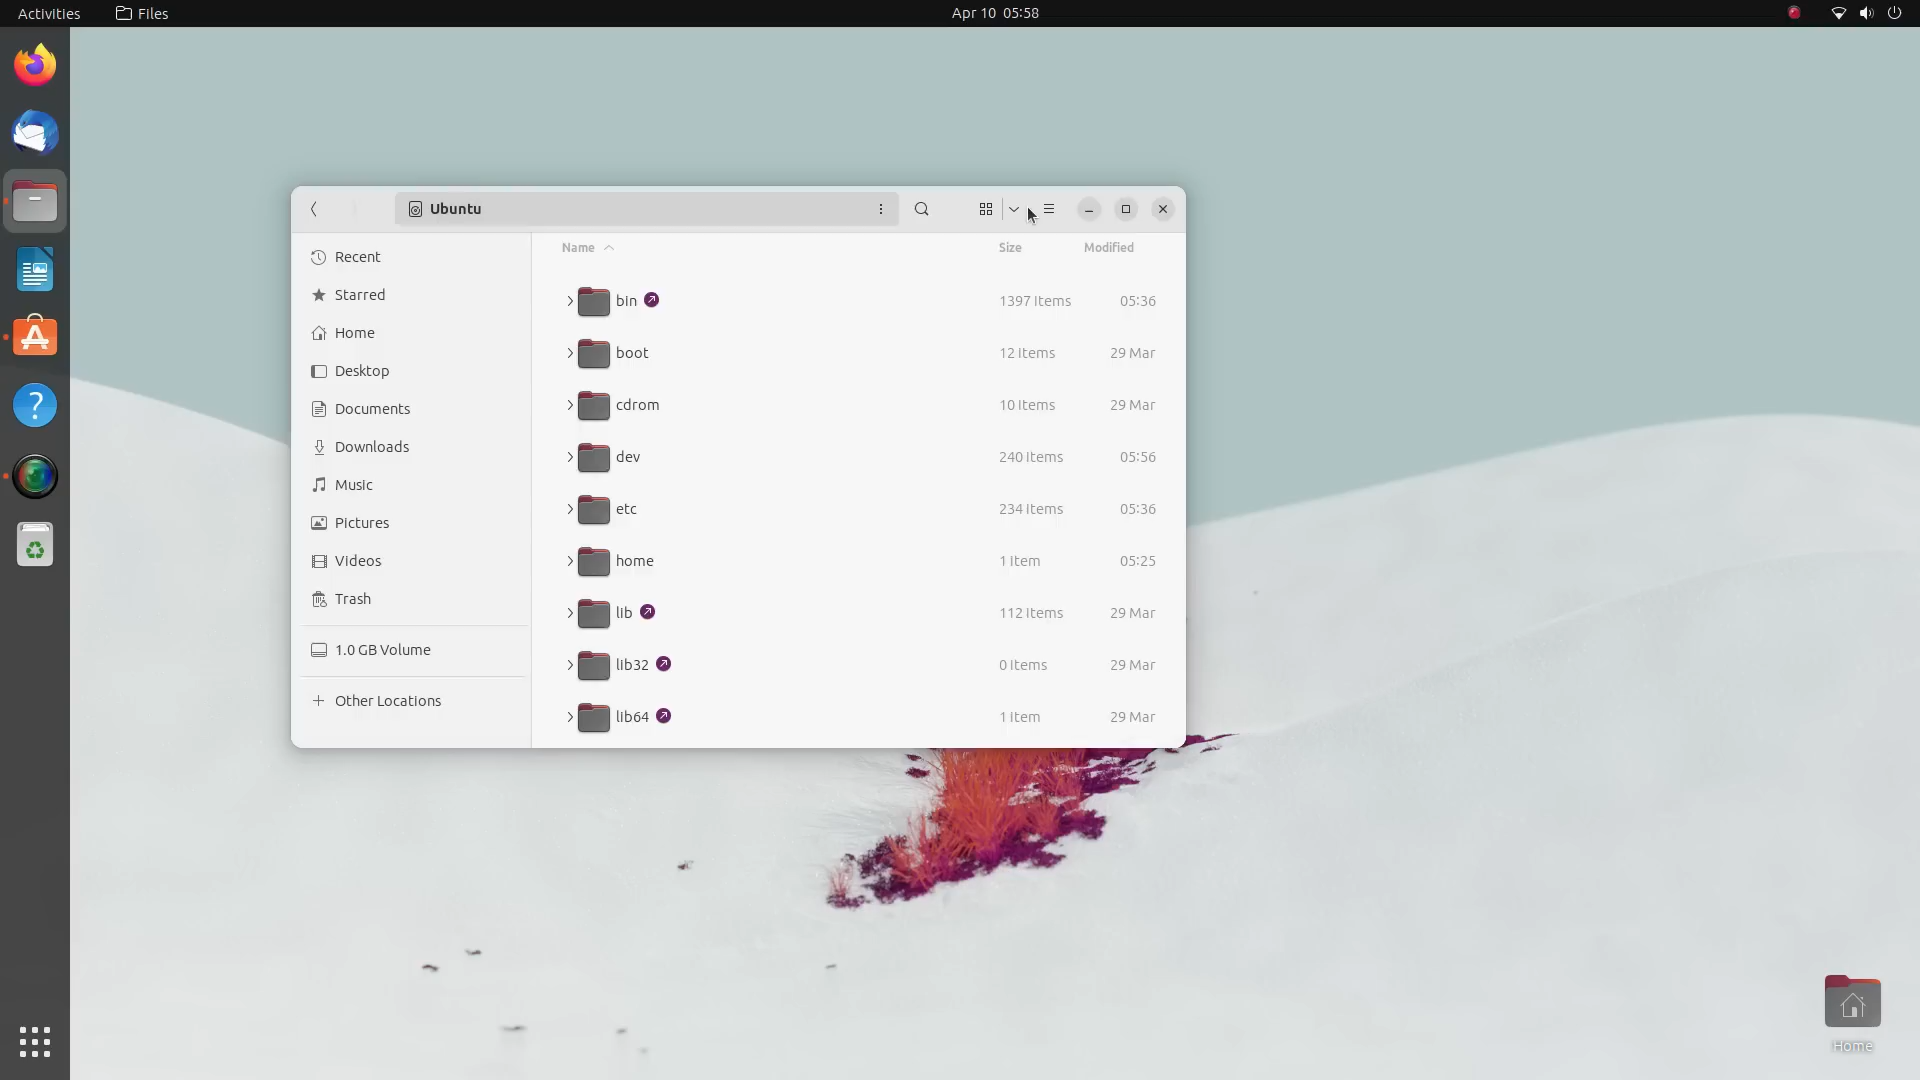 Activities Files Apr 10 05:58
Ubuntu
Recent
Starred
Home
Desktop
Documents
Downloads
Music
Pictures
Videos
Trash
1.0 GB Volume
Other Locations
Name Size Modified
bin 1397 items 05:36
boot 12 items 29 Mar
cdrom 10 items 29 Mar
dev 240 items 05:56
etc 234 items 05:36
home 1 item 05:25
lib 112 items 29 Mar
lib32 0 items 29 Mar
lib64 1 item 29 Mar
Home